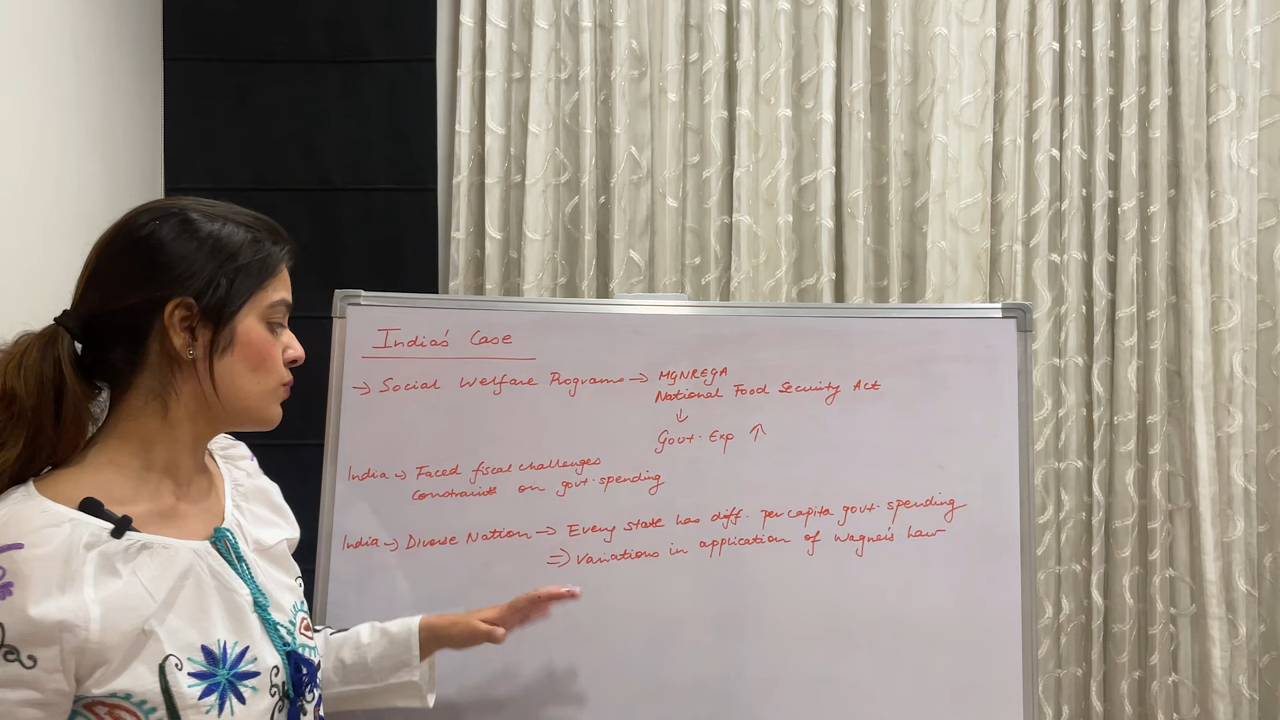 India's Case
→ Social Welfare Programs → MGNREGA
National Food Security Act
↓
Govt. Exp ↑
India → Faced fiscal challenges
constraints on govt. spending
India → Diverse Nation → Every state has diff. per capita govt. spending
⇒ Variations in application of Wagner's Law